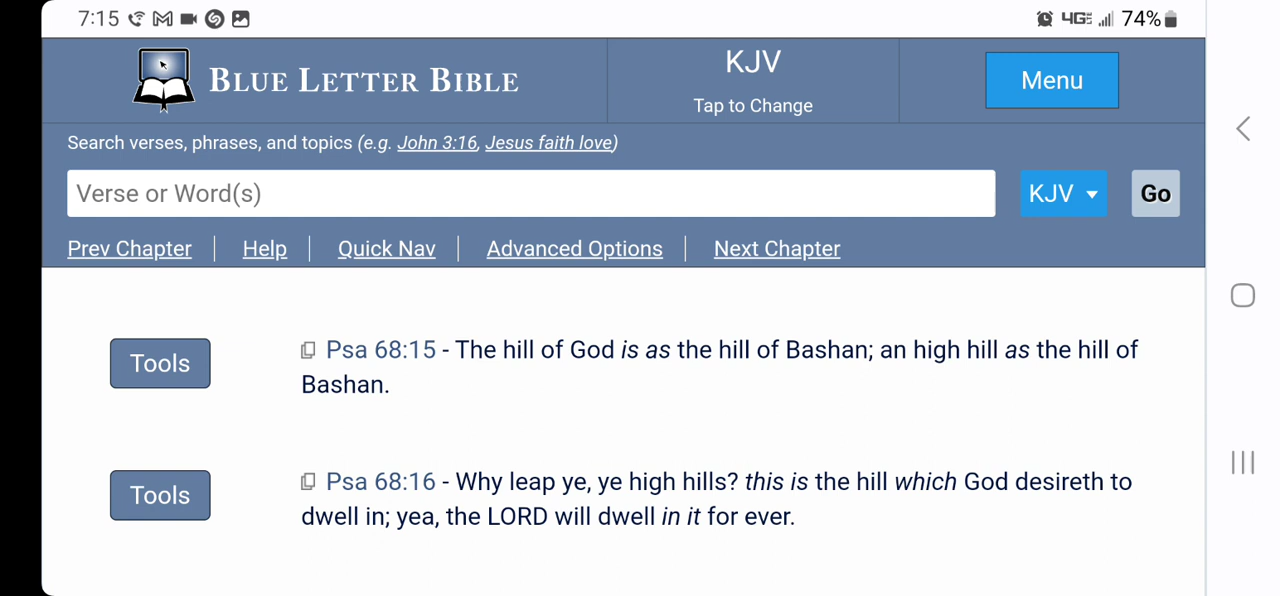 7:15 4GE 74%
BLUE LETTER BIBLE KJV Menu
Tap to Change
Search verses, phrases, and topics (e.g. John 3:16, Jesus faith love)
Verse or Word(s) KJV Go
Prev Chapter | Help | Quick Nav | Advanced Options | Next Chapter
Tools Psa 68:15 - The hill of God is as the hill of Bashan; an high hill as the hill of
Bashan.
Tools Psa 68:16 - Why leap ye, ye high hills? this is the hill which God desireth to
dwell in; yea, the LORD will dwell in it for ever.